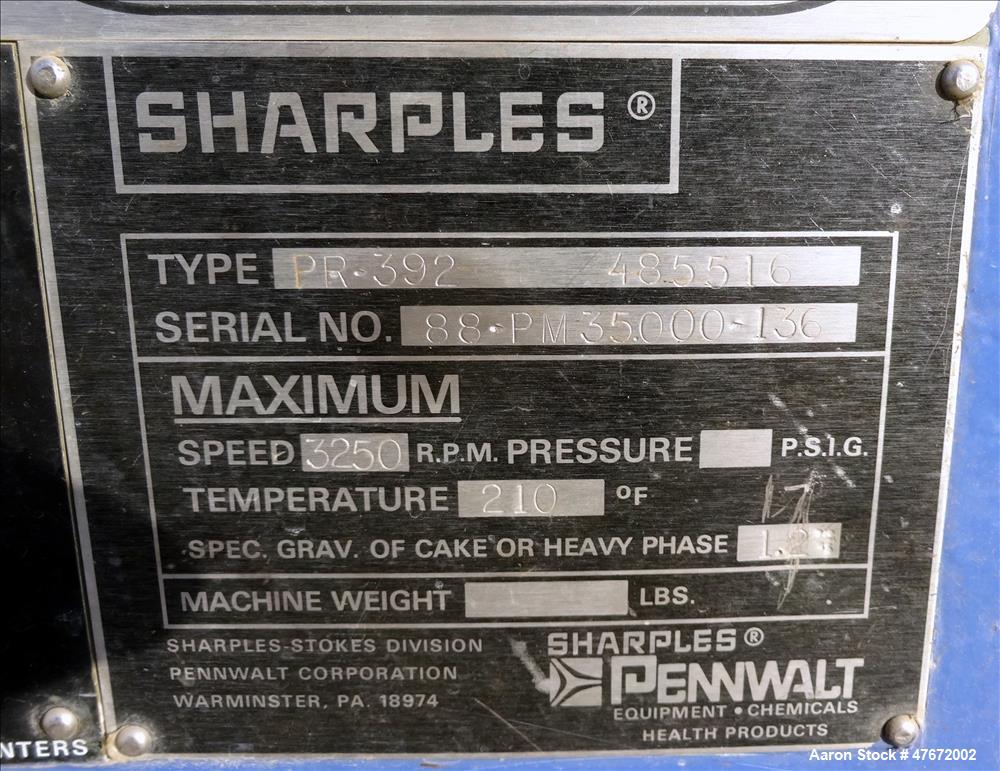 SHARPLES ®
TYPE PR-392 485516
SERIAL NO. 88-PM35000-136
MAXIMUM
SPEED 3250 R.P.M. PRESSURE P.S.I.G.
TEMPERATURE 210 °F
SPEC. GRAV. OF CAKE OR HEAVY PHASE
MACHINE WEIGHT LBS.
SHARPLES-STOKES DIVISION
PENNWALT CORPORATION
WARMINSTER, PA. 18974
SHARPLES®
PENNWALT
EQUIPMENT • CHEMICALS
HEALTH PRODUCTS
NTERS
Aaron Stock # 47672002